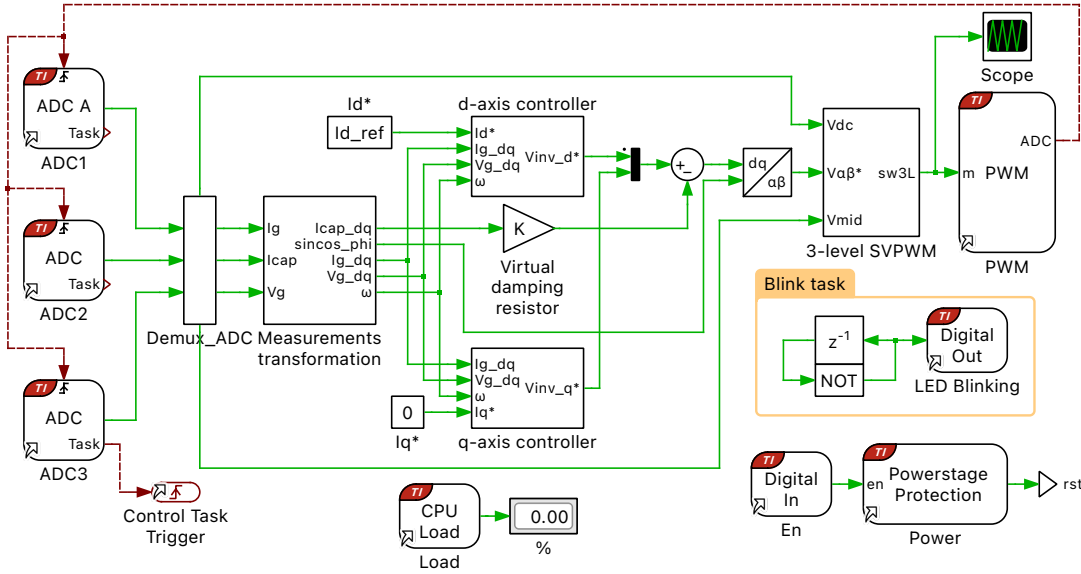 TI
ADC A
Task
ADC1
TI
ADC
Task
ADC2
TI
ADC
Task
ADC3
Control Task
Trigger
Demux_ADC
Ig
Icap
Vg
Icap_dq
sincos_phi
Ig_dq
Vg_dq
ω
Measurements
transformation
Id*
Id_ref
d-axis controller
Id*
Ig_dq
Vg_dq
ω
Vinv_d*
K
Virtual
damping
resistor
Ig_dq
Vg_dq
ω
Iq*
Vinv_q*
q-axis controller
0
Iq*
+
−
dq
αβ
Vdc
Vαβ*
Vmid
sw3L
3-level SVPWM
Scope
TI
ADC
m
PWM
PWM
Blink task
z⁻¹
NOT
TI
Digital
Out
LED Blinking
TI
CPU
Load
Load
0.00
%
TI
Digital
In
En
TI
en
Powerstage
Protection
Power
rst